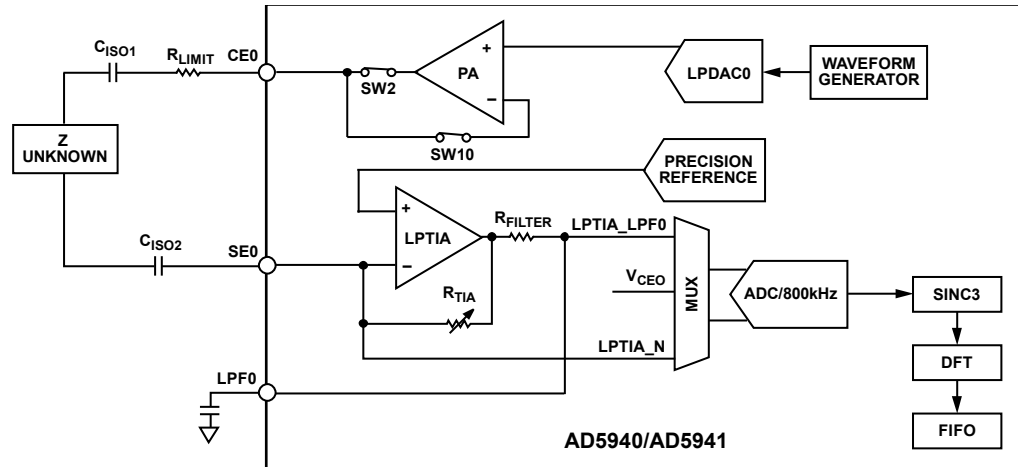 CISO1
RLIMIT
CE0
SW2
PA
+
−
SW10
LPDAC0
WAVEFORM
GENERATOR
Z
UNKNOWN
PRECISION
REFERENCE
+
LPTIA
−
RFILTER
LPTIA_LPF0
CISO2
SE0
RTIA
VCEO
MUX
ADC/800kHz
SINC3
LPTIA_N
DFT
LPF0
FIFO
AD5940/AD5941